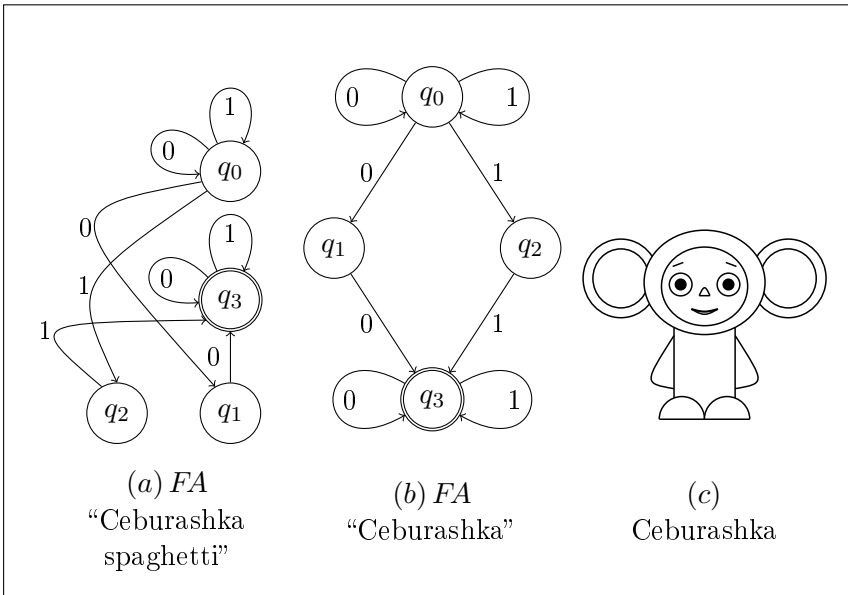 1
0
q0
0
1
1
0
q3
1
0
q2
q1
(a) FA
“Ceburashka
spaghetti”
0
q0
1
0
1
q1
q2
0
1
0
q3
1
(b) FA
“Ceburashka”
(c)
Ceburashka